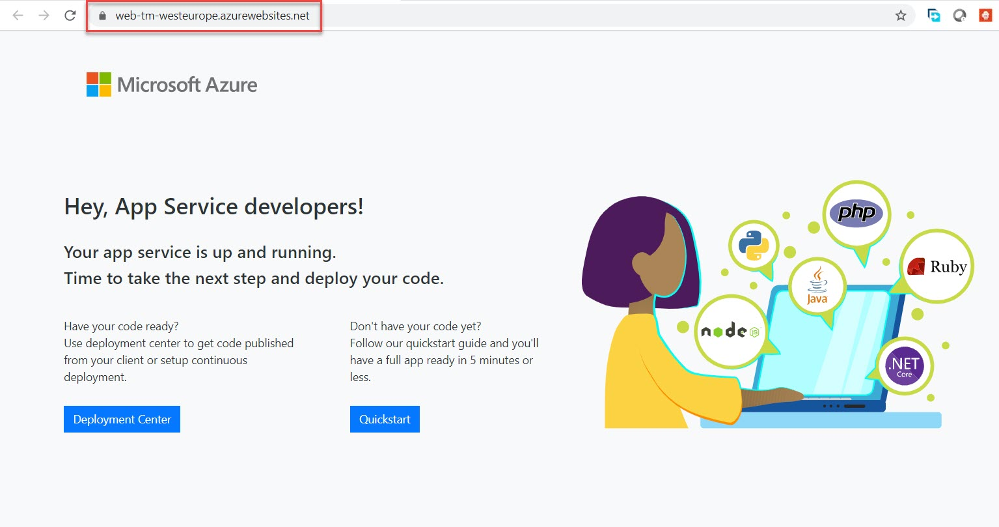 web-tm-westeurope.azurewebsites.net
Microsoft Azure
Hey, App Service developers!
Your app service is up and running.
Time to take the next step and deploy your code.
Have your code ready?
Use deployment center to get code published
from your client or setup continuous
deployment.
Deployment Center
Don't have your code yet?
Follow our quickstart guide and you'll
have a full app ready in 5 minutes or
less.
Quickstart
php
Ruby
Java
node
JS
.NET
Core